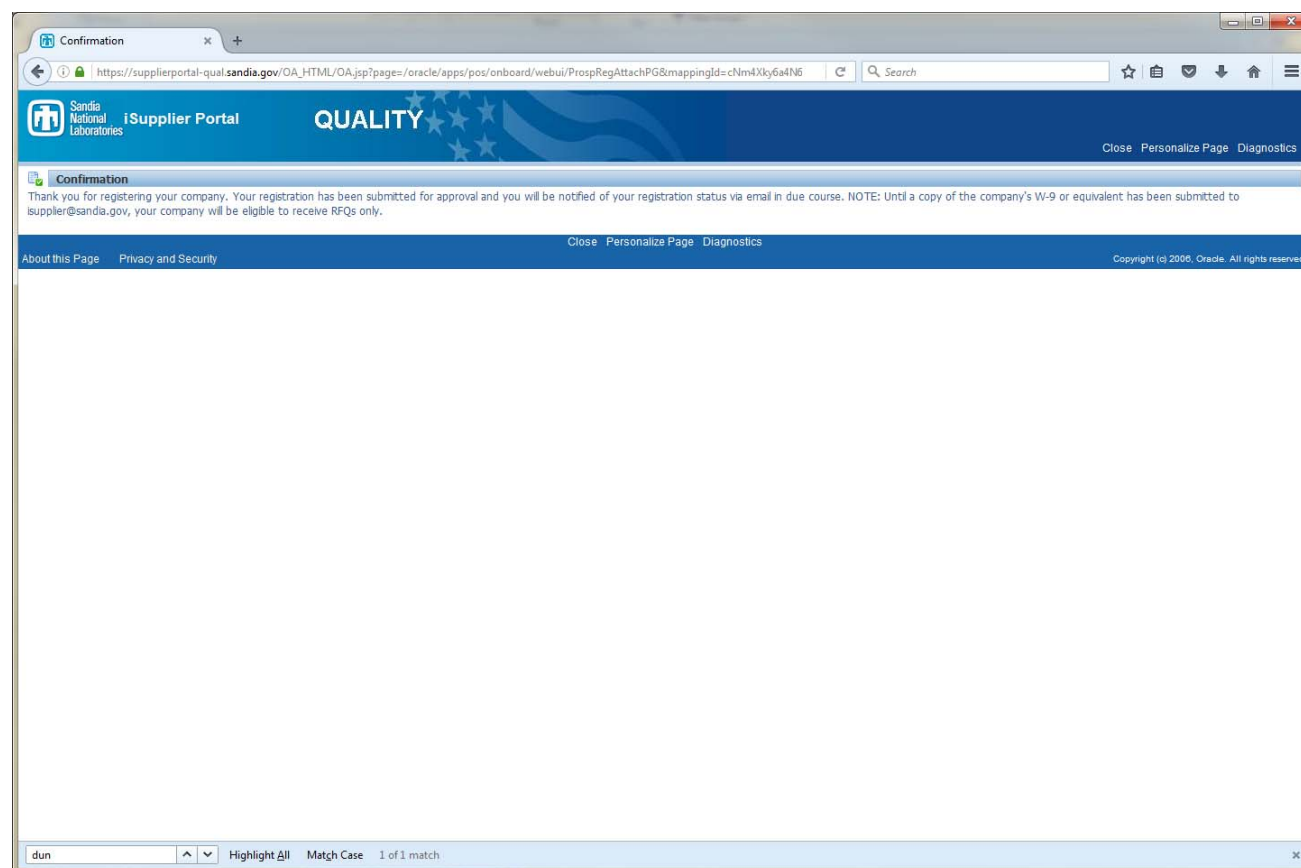 Confirmation
https://supplierportal-qual.sandia.gov/OA_HTML/OA.jsp?page=/oracle/apps/pos/onboard/webui/ProspRegAttachPG&mappingId=cNm4Xky6a4N6
Search
Sandia
National
Laboratories
iSupplier Portal
QUALITY
Close Personalize Page Diagnostics
Confirmation
Thank you for registering your company. Your registration has been submitted for approval and you will be notified of your registration status via email in due course. NOTE: Until a copy of the company's W-9 or equivalent has been submitted to
isupplier@sandia.gov, your company will be eligible to receive RFQs only.
Close Personalize Page Diagnostics
About this Page Privacy and Security
Copyright (c) 2006, Oracle. All rights reserved
dun Highlight All Match Case 1 of 1 match